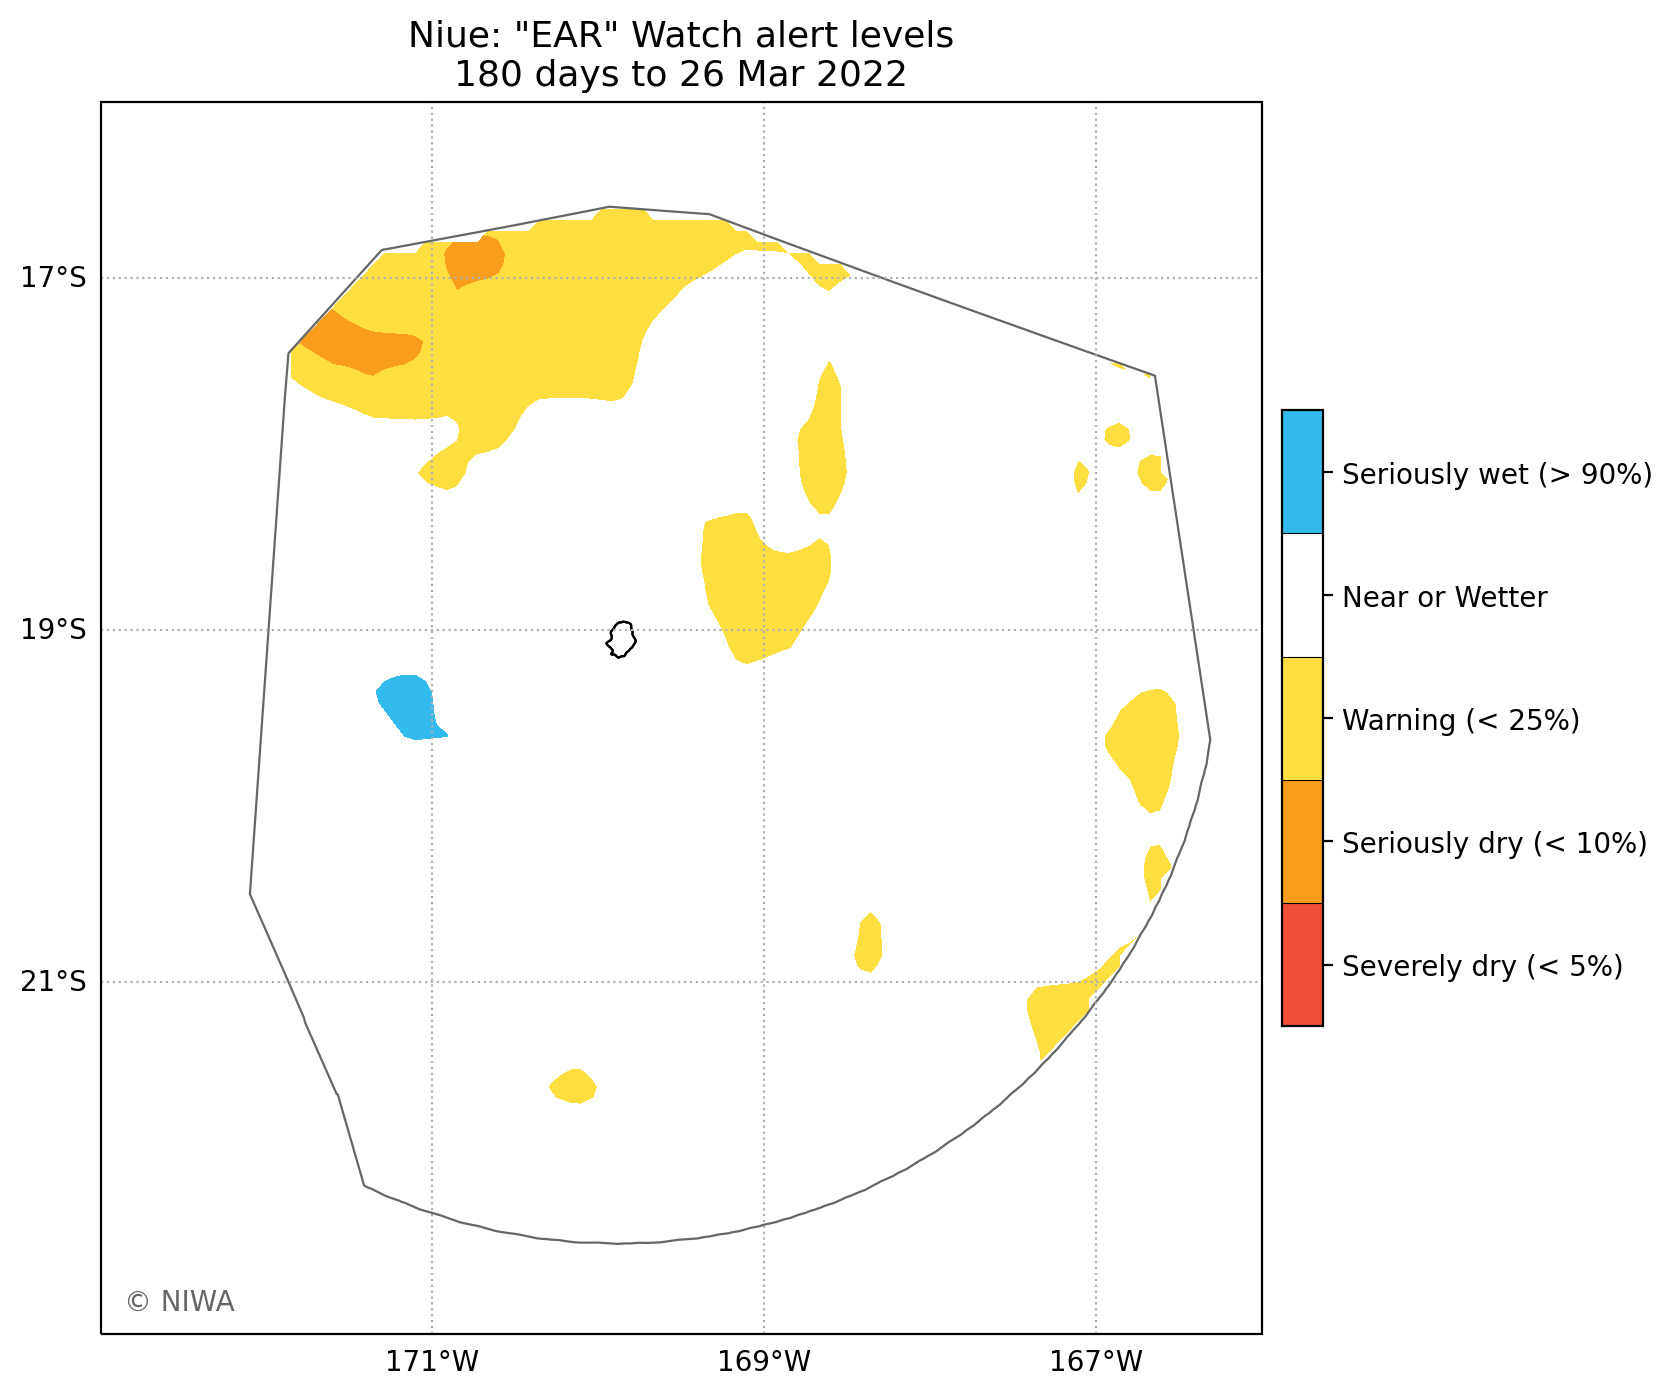 Niue: "EAR" Watch alert levels
180 days to 26 Mar 2022
17°S
19°S
21°S
171°W
169°W
167°W
Seriously wet (> 90%)
Near or Wetter
Warning (< 25%)
Seriously dry (< 10%)
Severely dry (< 5%)
© NIWA